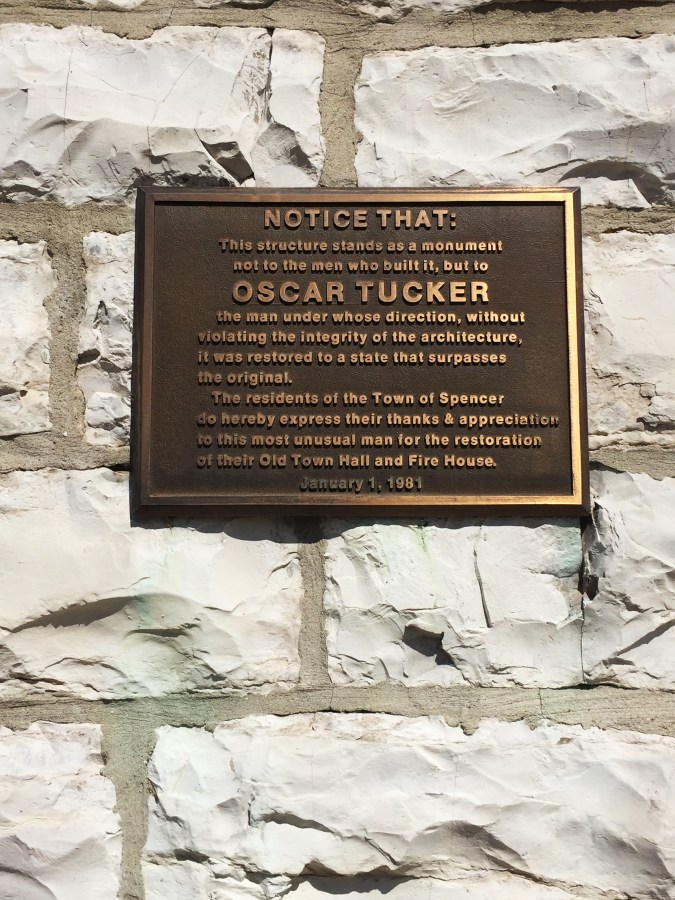 NOTICE THAT:
This structure stands as a monument
not to the men who built it, but to
OSCAR TUCKER
the man under whose direction, without
violating the integrity of the architecture,
it was restored to a state that surpasses
the original.
The residents of the Town of Spencer
do hereby express their thanks & appreciation
to this most unusual man for the restoration
of their Old Town Hall and Fire House.
January 1, 1981